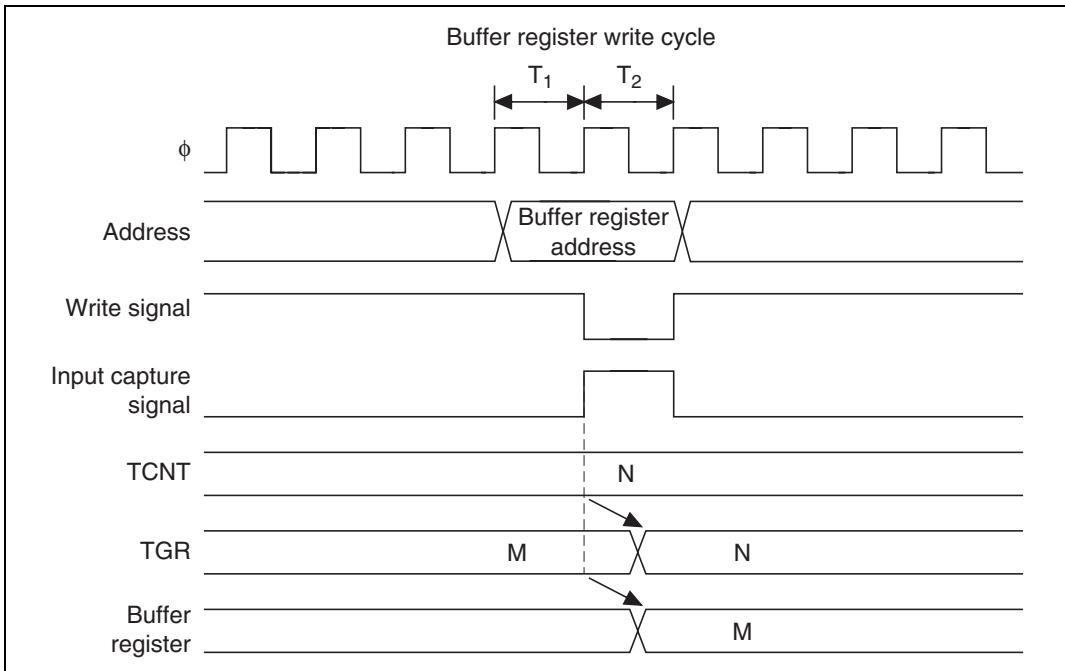 Buffer register write cycle
T1 T2
ϕ
Address
Buffer register
address
Write signal
Input capture
signal
TCNT
N
TGR
M N
Buffer
register
M